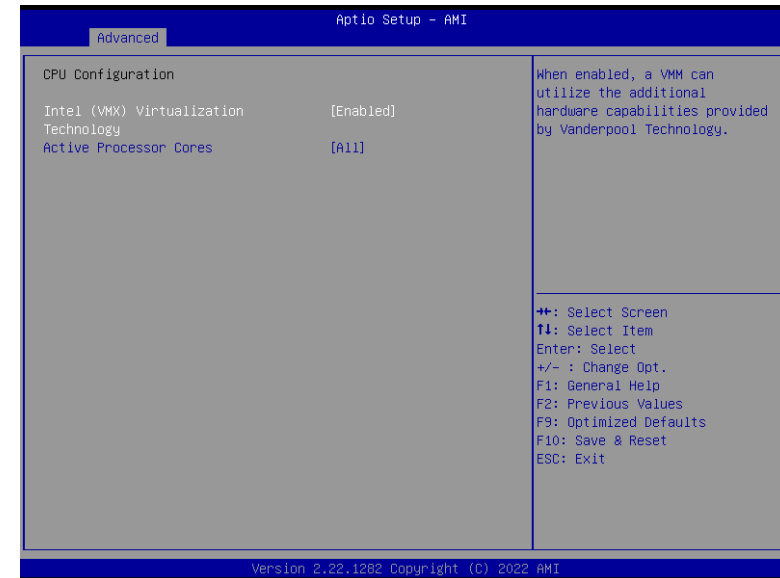 Aptio Setup – AMI
Advanced
CPU Configuration
Intel (VMX) Virtualization [Enabled]
Technology
Active Processor Cores [All]
When enabled, a VMM can
utilize the additional
hardware capabilities provided
by Vanderpool Technology.
→←: Select Screen
↑↓: Select Item
Enter: Select
+/- : Change Opt.
F1: General Help
F2: Previous Values
F9: Optimized Defaults
F10: Save & Reset
ESC: Exit
Version 2.22.1282 Copyright (C) 2022 AMI